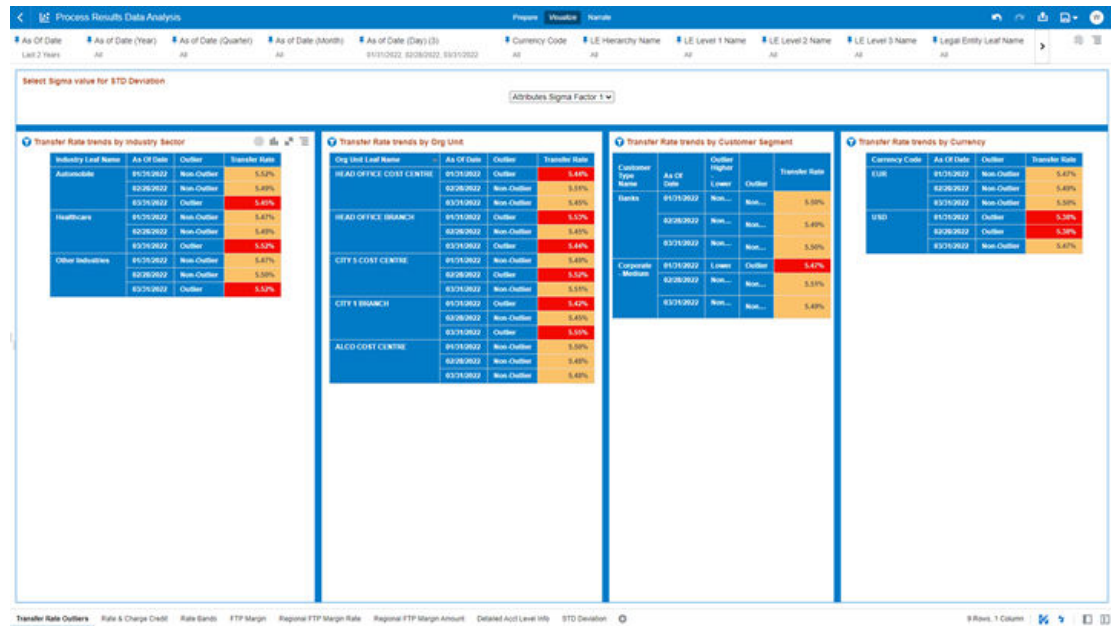 Process Results Data Analysis
Prepare Visualize Narrate
As Of Date
Last 2 Years
As of Date (Year)
All
As of Date (Quarter)
All
As of Date (Month)
All
As of Date (Day) (3)
01/31/2022, 02/28/2022, 03/31/2022
Currency Code
All
LE Hierarchy Name
All
LE Level 1 Name
All
LE Level 2 Name
All
LE Level 3 Name
All
Legal Entity Leaf Name
All
Select Sigma value for STD Deviation
Attributes Sigma Factor 1
Transfer Rate trends by Industry Sector
Industry Leaf Name As Of Date Outlier Transfer Rate
Automobile 01/31/2022 Non-Outlier 5.52%
02/28/2022 Non-Outlier 5.49%
03/31/2022 Outlier 5.45%
Healthcare 01/31/2022 Non-Outlier 5.47%
02/28/2022 Non-Outlier 5.49%
03/31/2022 Outlier 5.52%
Other Industries 01/31/2022 Non-Outlier 5.47%
02/28/2022 Non-Outlier 5.50%
03/31/2022 Outlier 5.52%
Transfer Rate trends by Org Unit
Org Unit Leaf Name As Of Date Outlier Transfer Rate
HEAD OFFICE COST CENTRE 01/31/2022 Outlier 5.44%
02/28/2022 Non-Outlier 5.51%
03/31/2022 Non-Outlier 5.45%
HEAD OFFICE BRANCH 01/31/2022 Outlier 5.53%
02/28/2022 Non-Outlier 5.49%
03/31/2022 Outlier 5.44%
CITY 5 COST CENTRE 01/31/2022 Non-Outlier 5.49%
02/28/2022 Outlier 5.52%
03/31/2022 Non-Outlier 5.51%
CITY 1 BRANCH 01/31/2022 Outlier 5.42%
02/28/2022 Non-Outlier 5.45%
03/31/2022 Outlier 5.55%
ALCO COST CENTRE 01/31/2022 Non-Outlier 5.50%
02/28/2022 Non-Outlier 5.48%
03/31/2022 Non-Outlier 5.48%
Transfer Rate trends by Customer Segment
Customer Type Name As Of Date Outlier Higher Lower Outlier Transfer Rate
Banks 01/31/2022 Non... Non... 5.50%
02/28/2022 Non... Non... 5.49%
03/31/2022 Non... Non... 5.50%
Corporate - Medium 01/31/2022 Lower Outlier 5.47%
02/28/2022 Non... Non... 5.51%
03/31/2022 Non... Non... 5.49%
Transfer Rate trends by Currency
Currency Code As Of Date Outlier Transfer Rate
EUR 01/31/2022 Non-Outlier 5.47%
02/28/2022 Non-Outlier 5.49%
03/31/2022 Non-Outlier 5.50%
USD 01/31/2022 Outlier 5.38%
02/28/2022 Outlier 5.38%
03/31/2022 Non-Outlier 5.47%
Transfer Rate Outliers Rate & Charge Credit Rate Bands FTP Margin Regional FTP Margin Rate Regional FTP Margin Amount Detailed Acct Level Info STD Deviation
9 Rows, 1 Column